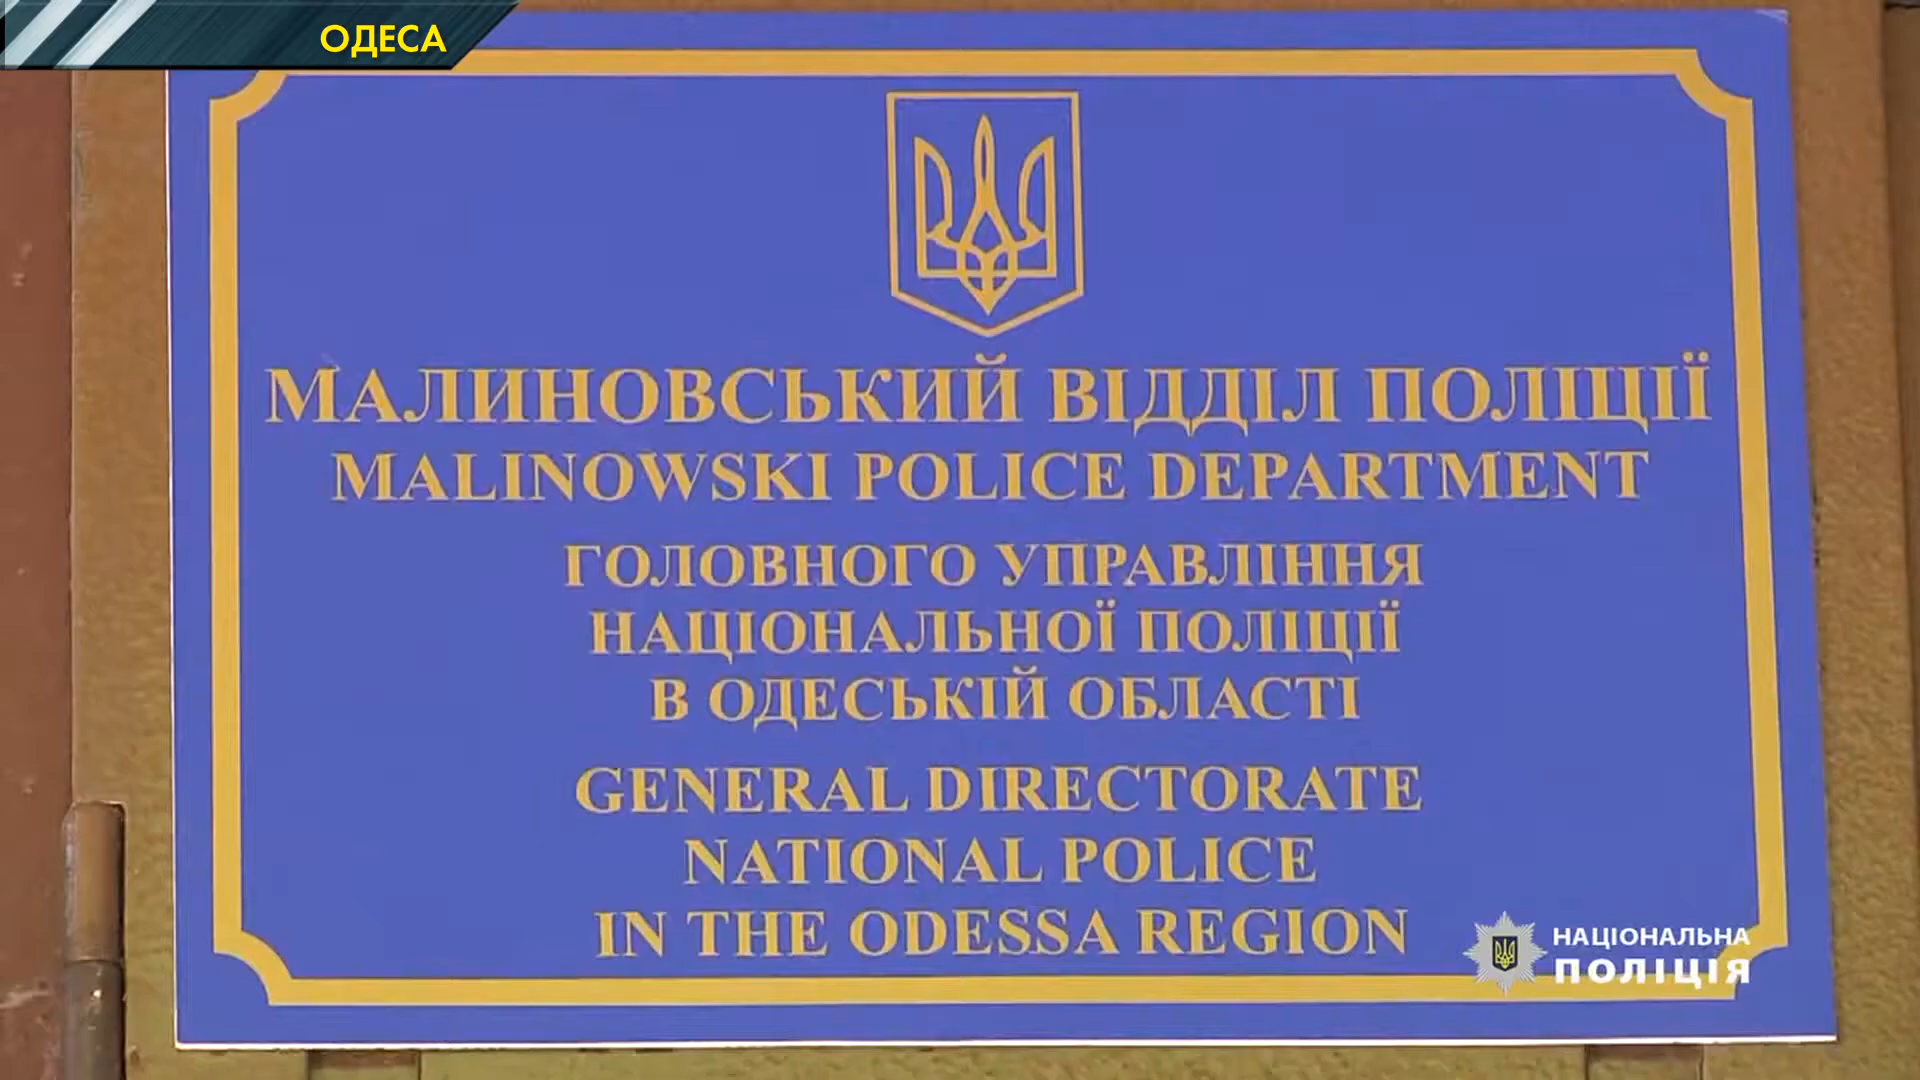 ОДЕСА
МАЛИНОВСЬКИЙ ВІДДІЛ ПОЛІЦІЇ
MALINOWSKI POLICE DEPARTMENT
ГОЛОВНОГО УПРАВЛІННЯ
НАЦІОНАЛЬНОЇ ПОЛІЦІЇ
В ОДЕСЬКІЙ ОБЛАСТІ
GENERAL DIRECTORATE
NATIONAL POLICE
IN THE ODESSA REGION
НАЦІОНАЛЬНА
ПОЛІЦІЯ